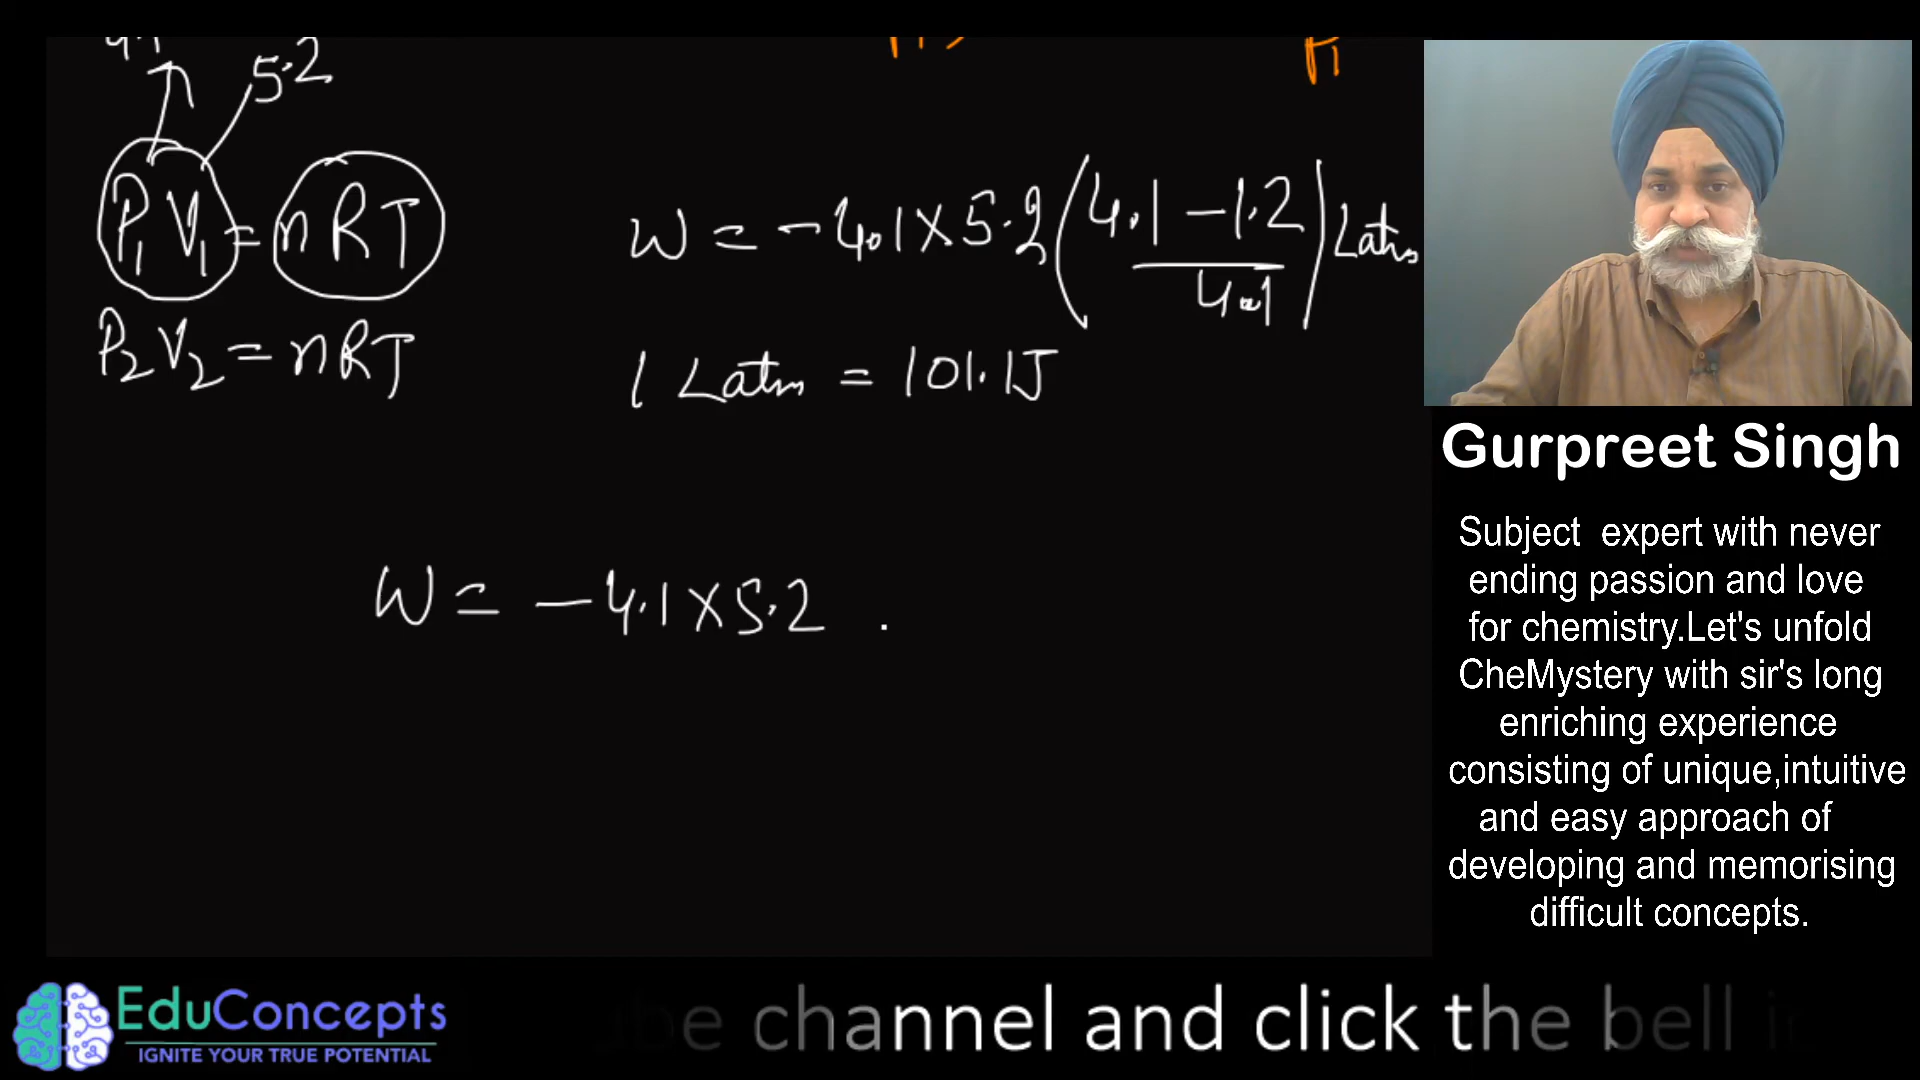 5.2
P₁V₁ = nRT
W = -4.1 × 5.2 (4.1 - 1.2 / 4.1) Latm
P₂V₂ = nRT
1 Latm = 101.1J
W = -4.1 × 5.2 .
Gurpreet Singh
Subject expert with never
ending passion and love
for chemistry.Let's unfold
CheMystery with sir's long
enriching experience
consisting of unique,intuitive
and easy approach of
developing and memorising
difficult concepts.
EduConcepts
IGNITE YOUR TRUE POTENTIAL
channel and click the bell